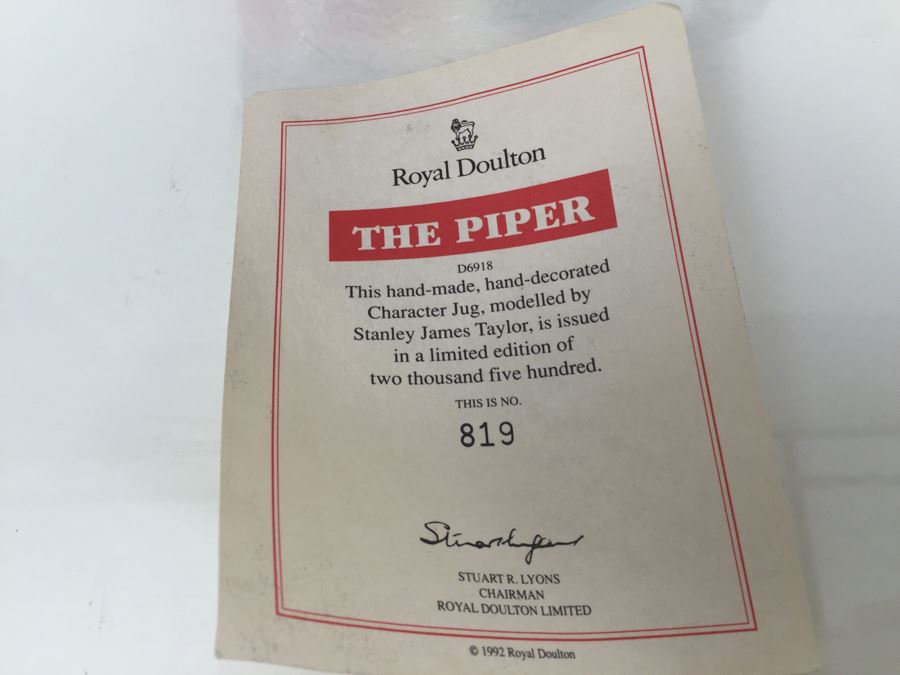 Royal Doulton
THE PIPER
D6918
This hand-made, hand-decorated
Character Jug, modelled by
Stanley James Taylor, is issued
in a limited edition of
two thousand five hundred.
THIS IS NO.
819
STUART R. LYONS
CHAIRMAN
ROYAL DOULTON LIMITED
© 1992 Royal Doulton